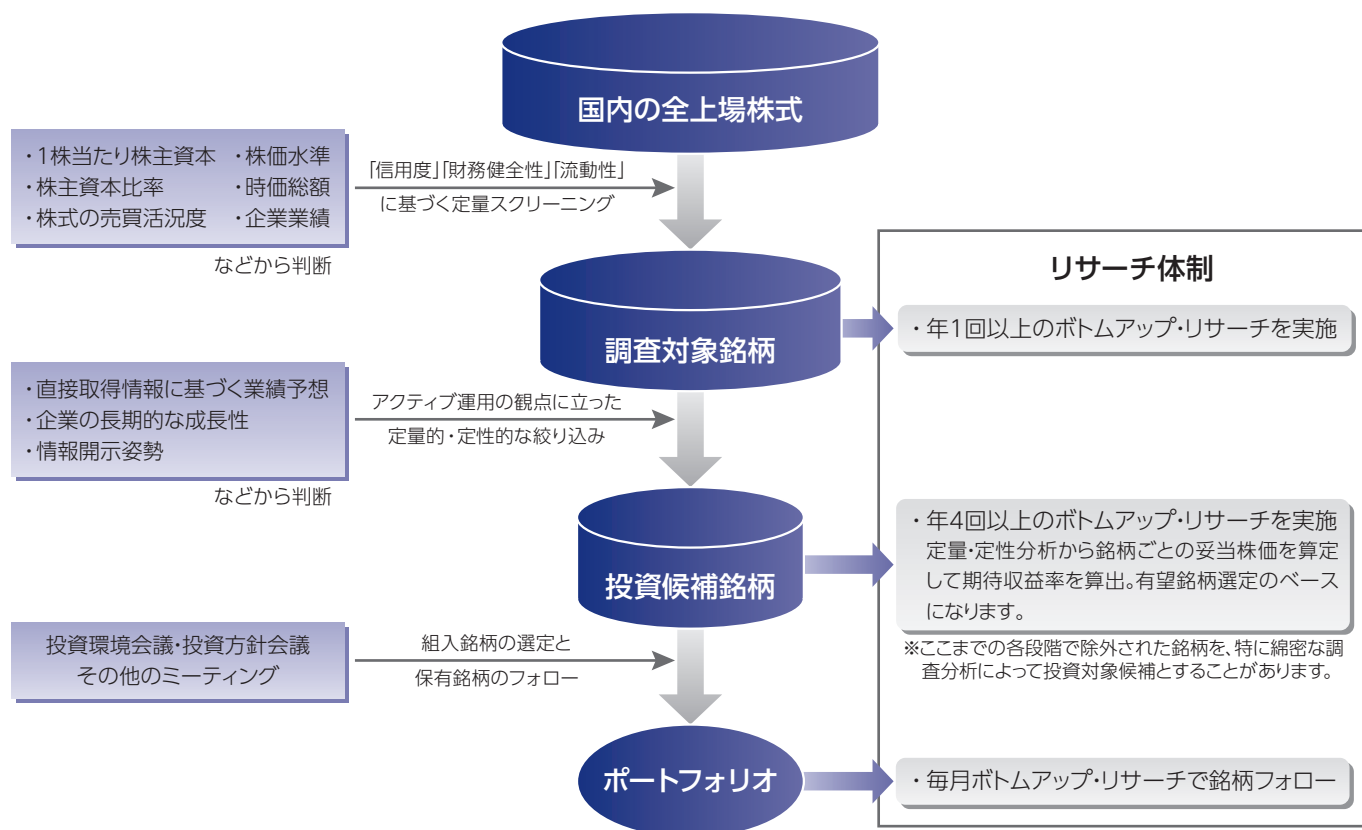 国内の全上場株式
・1株当たり株主資本 ・株価水準
・株主資本比率 ・時価総額
・株式の売買活況度 ・企業業績
などから判断
「信用度」「財務健全性」「流動性」
に基づく定量スクリーニング
リサーチ体制
調査対象銘柄
・年1回以上のボトムアップ・リサーチを実施
・直接取得情報に基づく業績予想
・企業の長期的な成長性
・情報開示姿勢
などから判断
アクティブ運用の観点に立った
定量的・定性的な絞り込み
投資候補銘柄
・年4回以上のボトムアップ・リサーチを実施
定量・定性分析から銘柄ごとの妥当株価を算定
して期待収益率を算出。有望銘柄選定のベース
になります。
※ここまでの各段階で除外された銘柄を、特に綿密な調
査分析によって投資対象候補とすることがあります。
投資環境会議・投資方針会議
その他のミーティング
組入銘柄の選定と
保有銘柄のフォロー
ポートフォリオ
・毎月ボトムアップ・リサーチで銘柄フォロー